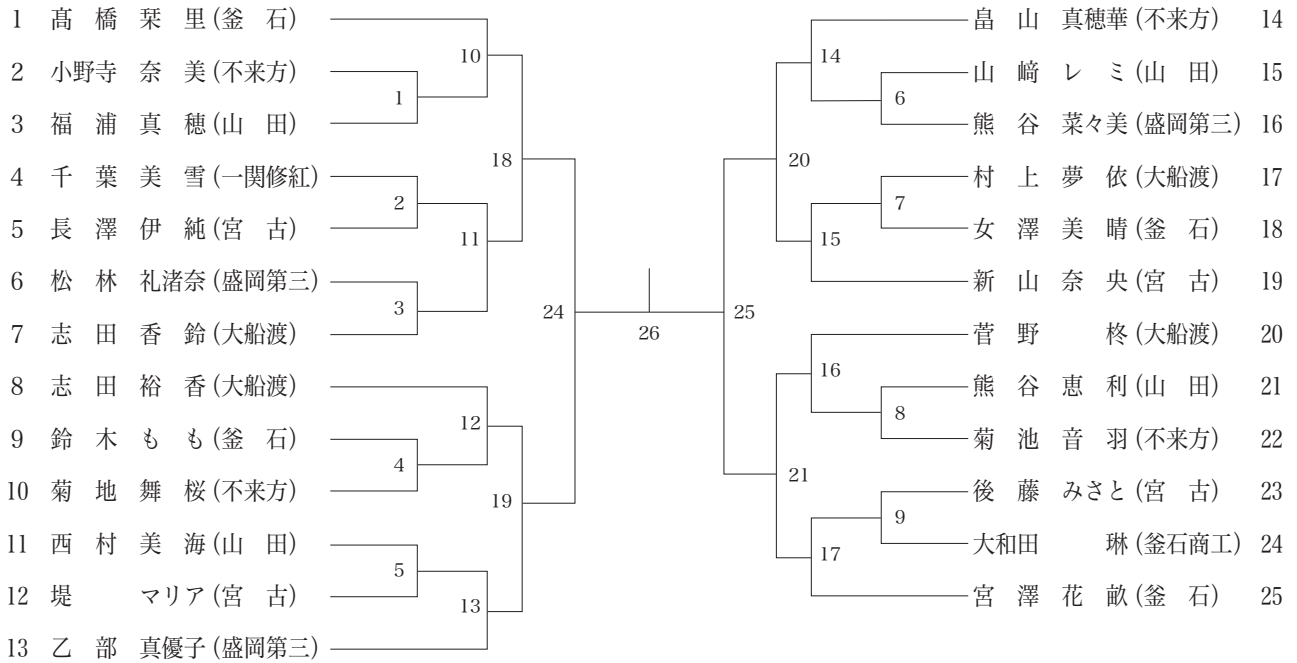 1 髙橋栞里(釜石)
2 小野寺奈美(不来方)
3 福浦真穂(山田)
4 千葉美雪(一関修紅)
5 長澤伊純(宮古)
6 松林礼渚奈(盛岡第三)
7 志田香鈴(大船渡)
8 志田裕香(大船渡)
9 鈴木もも(釜石)
10 菊地舞桜(不来方)
11 西村美海(山田)
12 堤マリア(宮古)
13 乙部真優子(盛岡第三)
10
1
18
2
11
3
24
12
4
19
5
13
26
14
6
20
7
15
25
16
8
21
9
17
畠山真穂華(不来方) 14
山﨑レミ(山田) 15
熊谷菜々美(盛岡第三) 16
村上夢依(大船渡) 17
女澤美晴(釜石) 18
新山奈央(宮古) 19
菅野柊(大船渡) 20
熊谷恵利(山田) 21
菊池音羽(不来方) 22
後藤みさと(宮古) 23
大和田琳(釜石商工) 24
宮澤花畝(釜石) 25